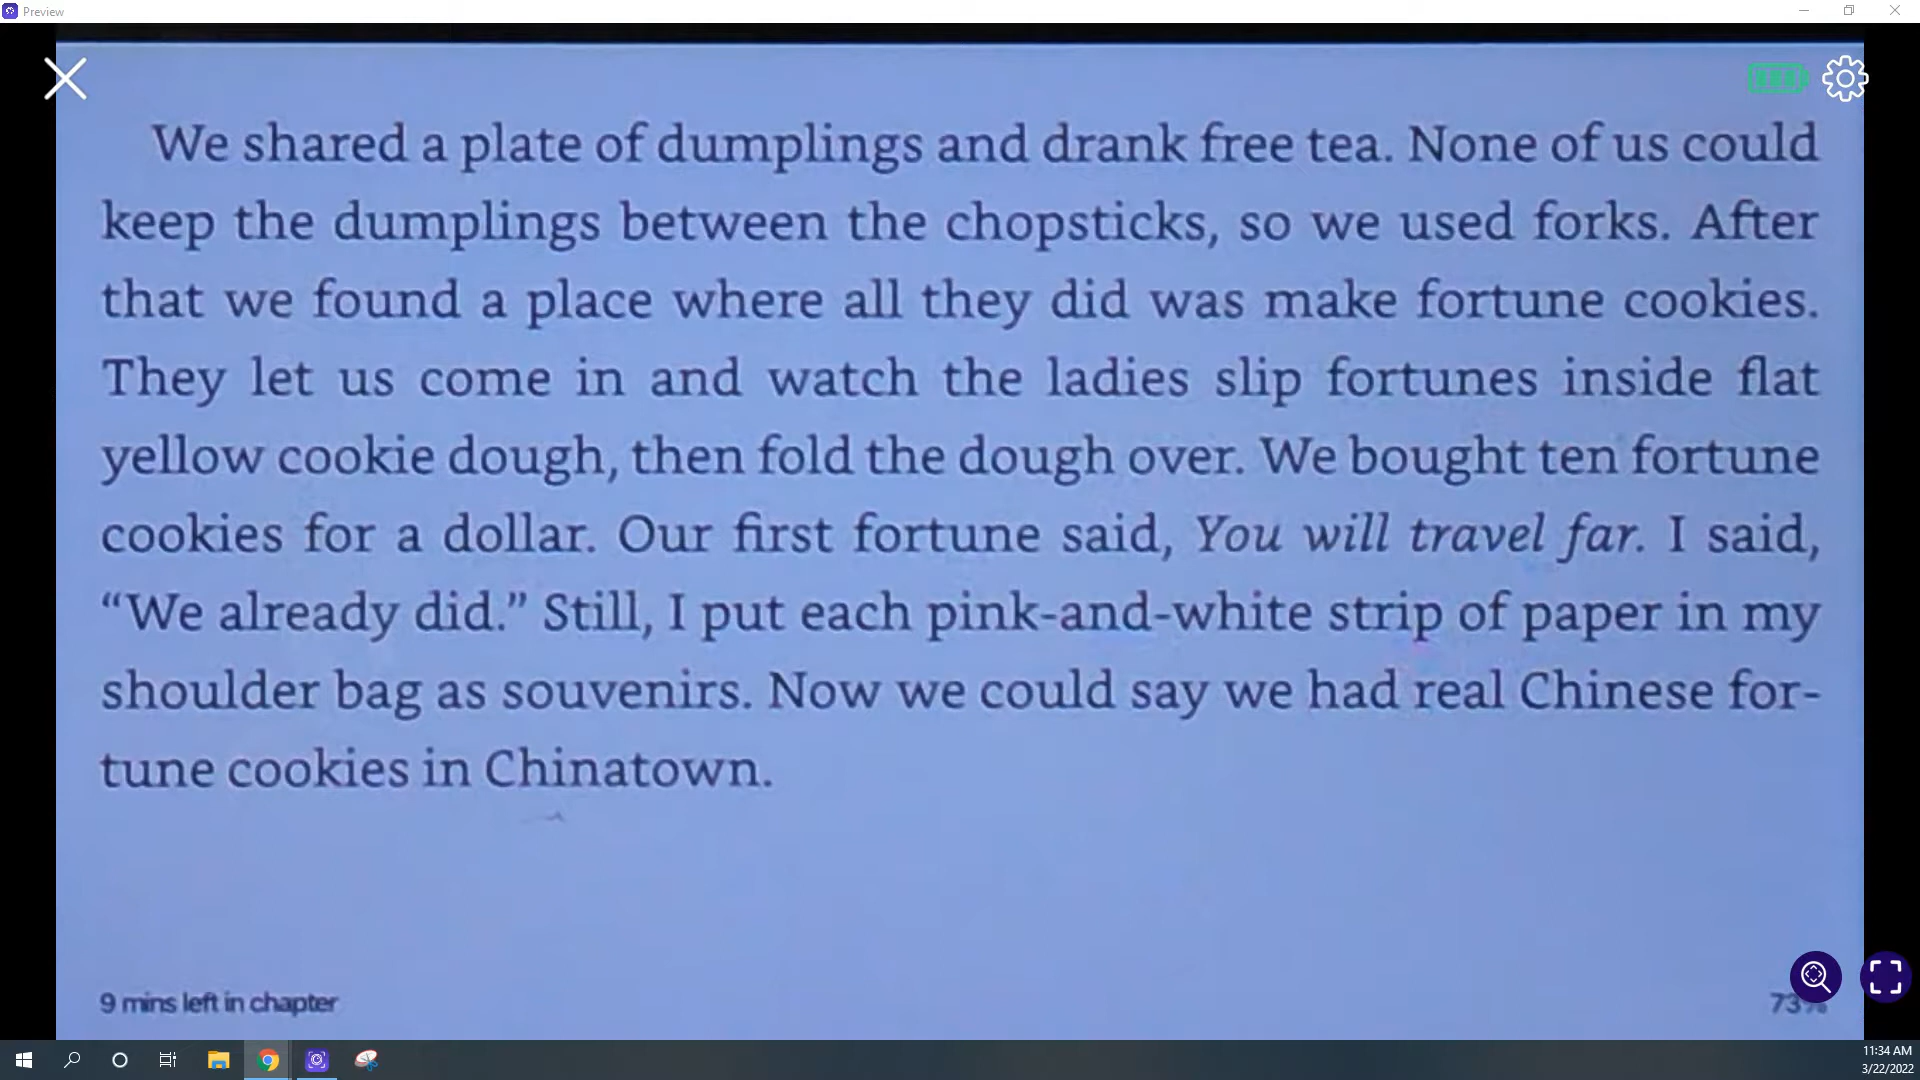 Preview
We shared a plate of dumplings and drank free tea. None of us could
keep the dumplings between the chopsticks, so we used forks. After
that we found a place where all they did was make fortune cookies.
They let us come in and watch the ladies slip fortunes inside flat
yellow cookie dough, then fold the dough over. We bought ten fortune
cookies for a dollar. Our first fortune said, You will travel far. I said,
“We already did.” Still, I put each pink-and-white strip of paper in my
shoulder bag as souvenirs. Now we could say we had real Chinese for-
tune cookies in Chinatown.
9 mins left in chapter
73%
11:34 AM
3/22/2022